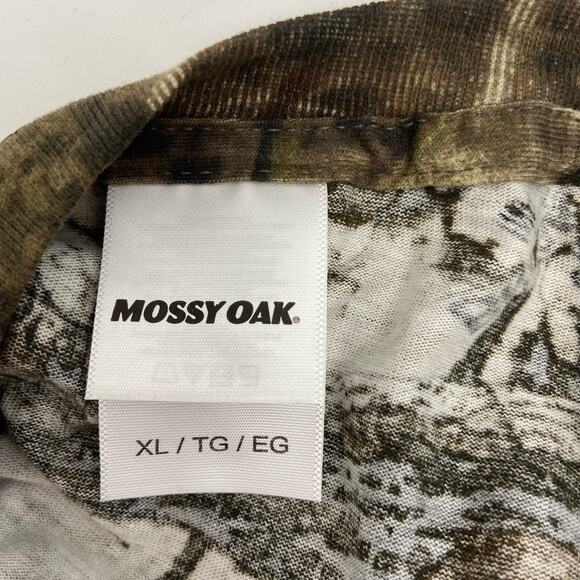 MOSSY OAK®
XL / TG / EG